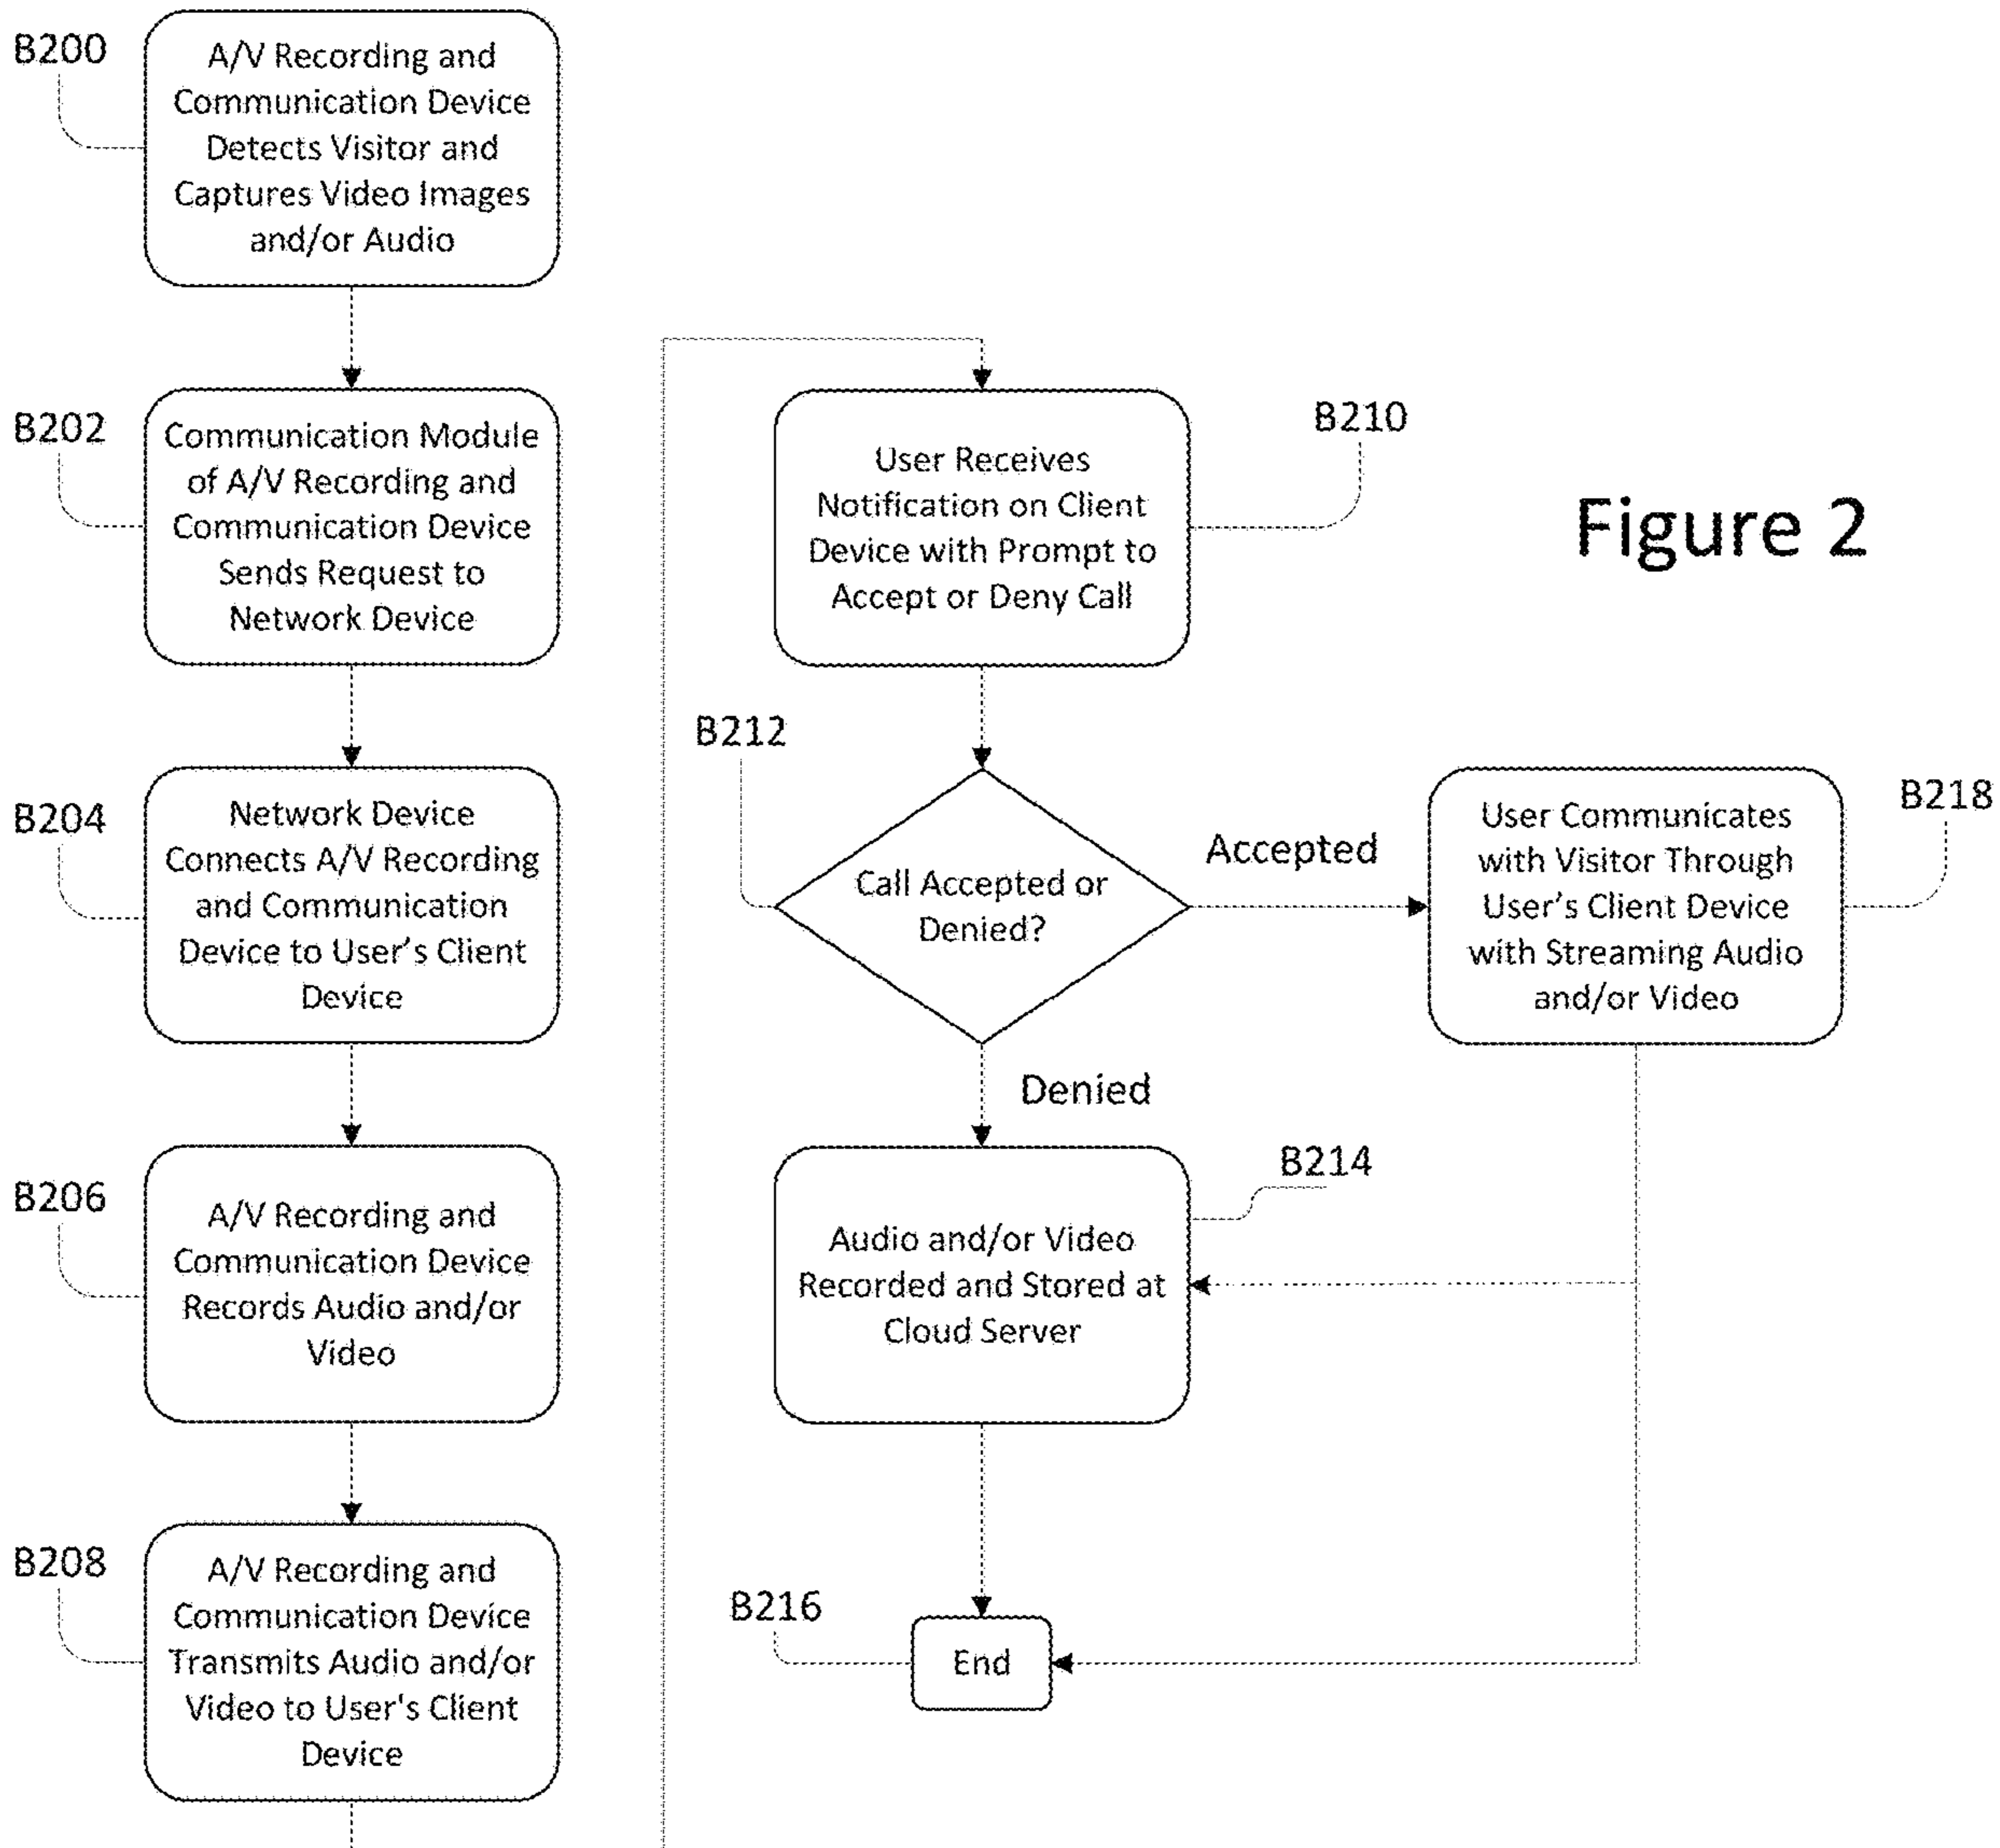 B200
A/V Recording and
Communication Device
Detects Visitor and
Captures Video Images
and/or Audio
B202
Communication Module
of A/V Recording and
Communication Device
Sends Request to
Network Device
B204
Network Device
Connects A/V Recording
and Communication
Device to User's Client
Device
B206
A/V Recording and
Communication Device
Records Audio and/or
Video
B208
A/V Recording and
Communication Device
Transmits Audio and/or
Video to User's Client
Device
B210
User Receives
Notification on Client
Device with Prompt to
Accept or Deny Call
Figure 2
B212
Call Accepted or
Denied?
Accepted
B218
User Communicates
with Visitor Through
User's Client Device
with Streaming Audio
and/or Video
Denied
B214
Audio and/or Video
Recorded and Stored at
Cloud Server
B216
End